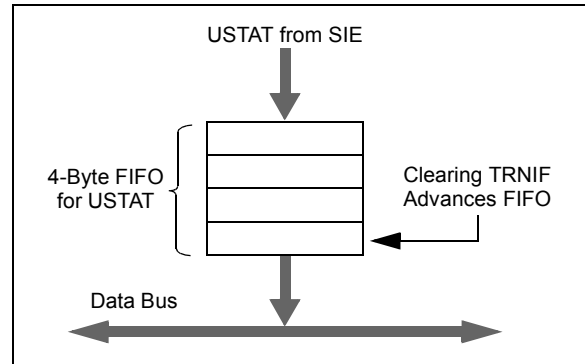 USTAT from SIE
4-Byte FIFO
for USTAT
Clearing TRNIF
Advances FIFO
Data Bus